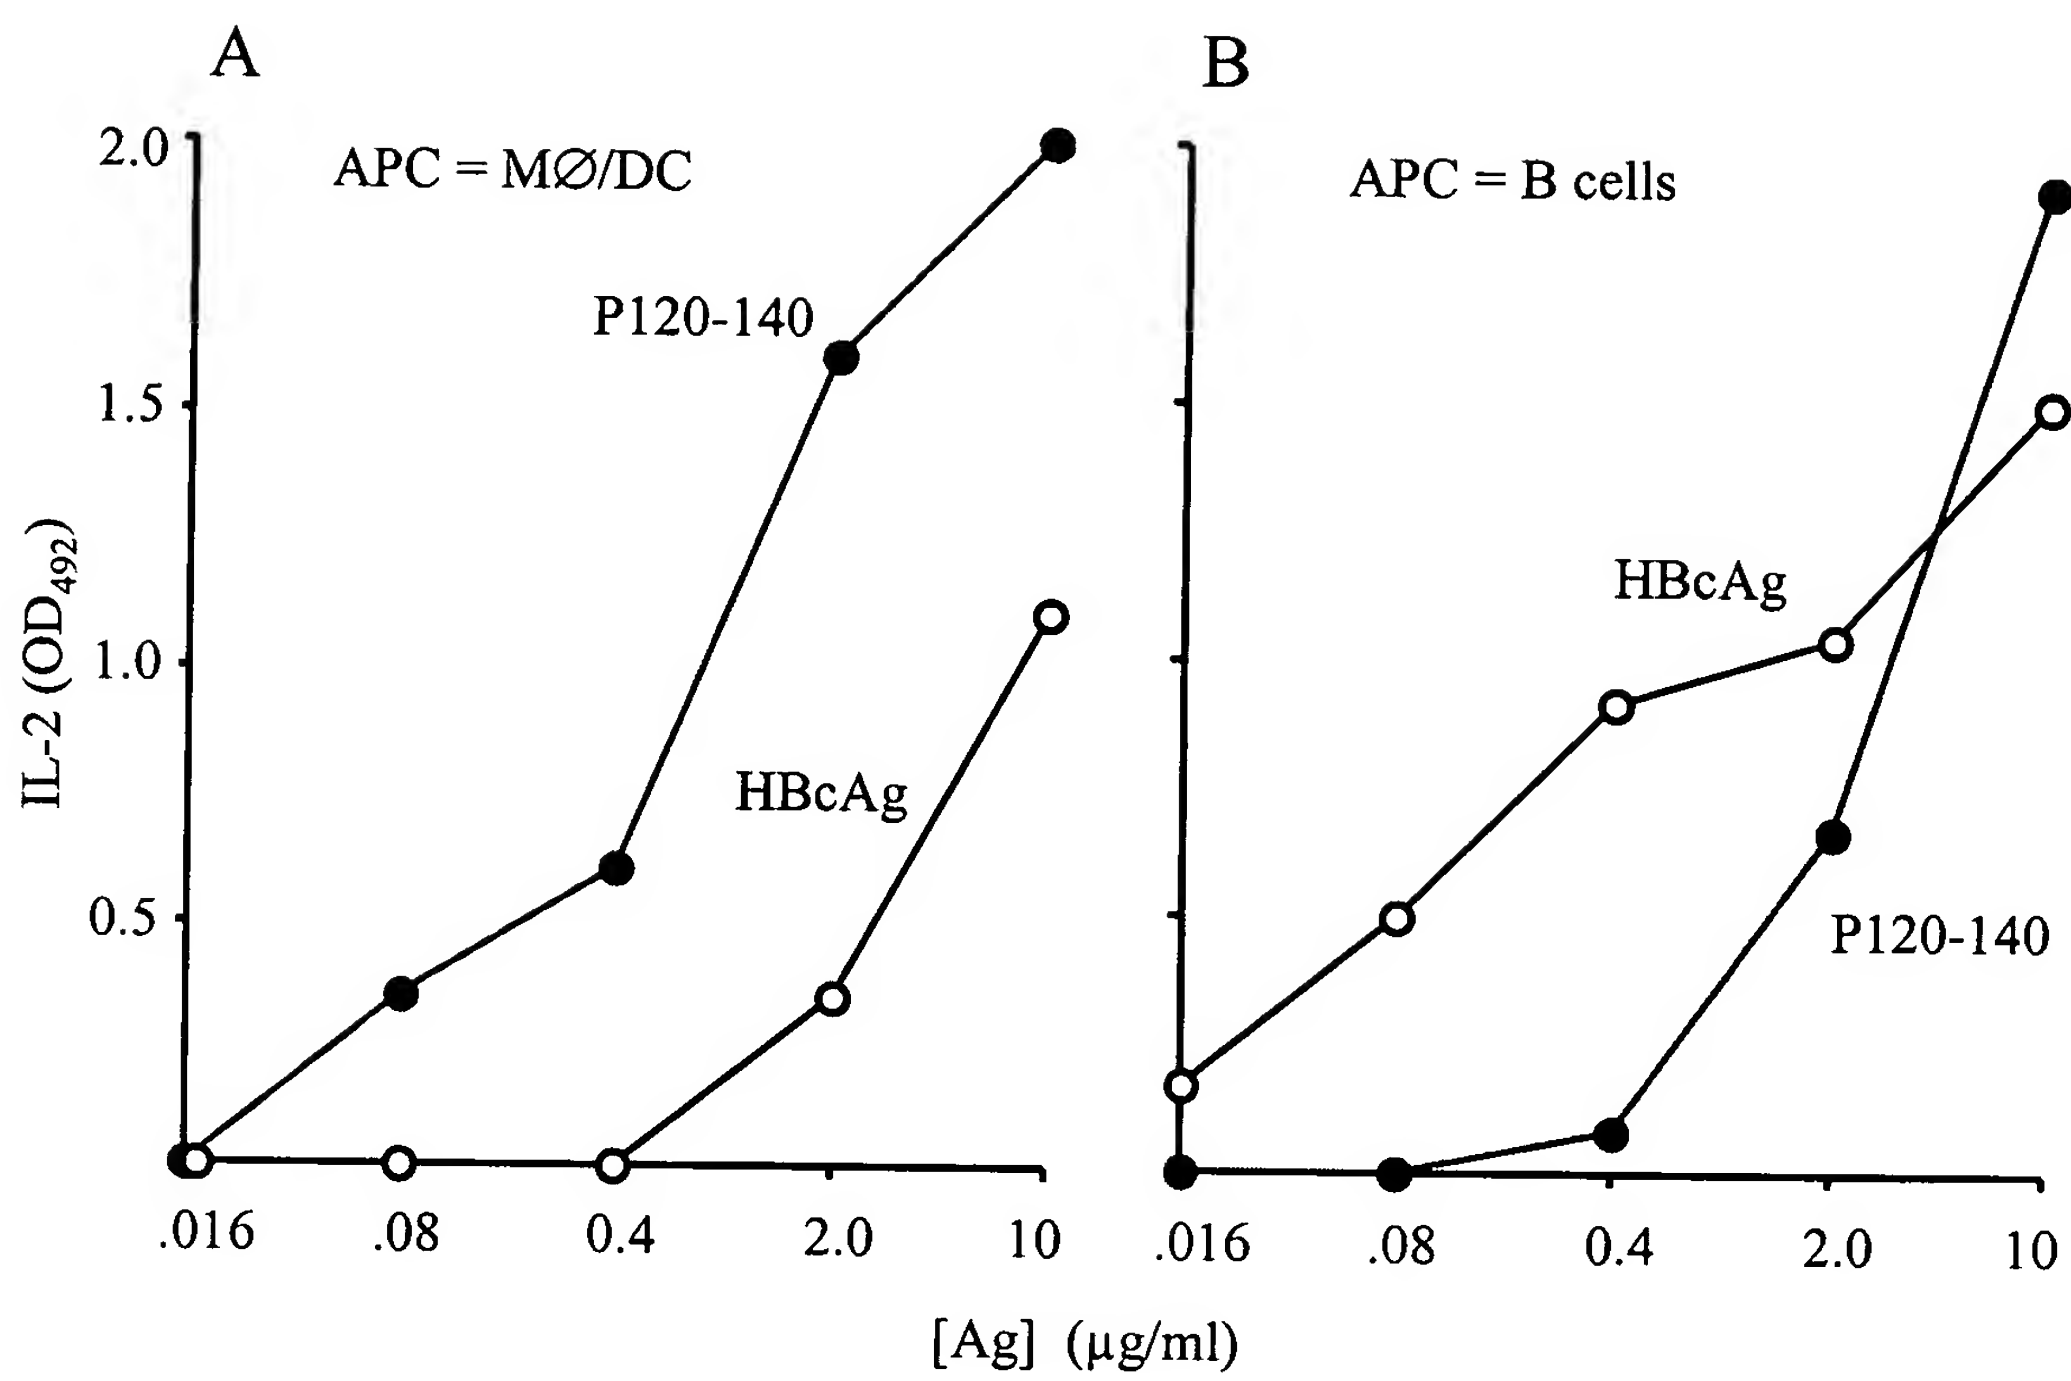 A
B
APC = MØ/DC
APC = B cells
IL-2 (OD492)
2.0
1.5
1.0
0.5
P120-140
HBcAg
HBcAg
P120-140
.016 .08 0.4 2.0 10
.016 .08 0.4 2.0 10
[Ag] (μg/ml)